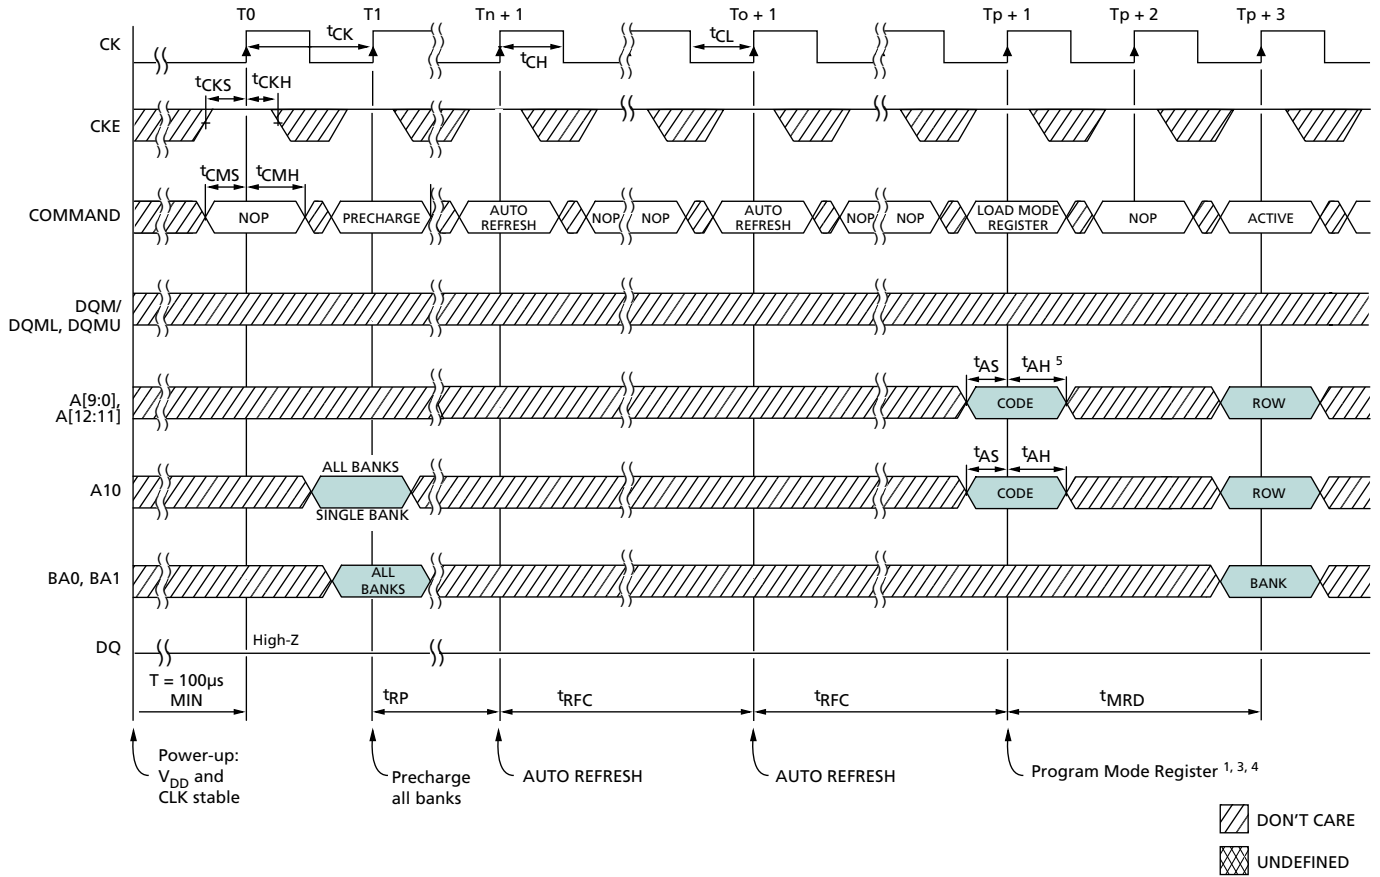 T0 T1 Tn + 1 To + 1 Tp + 1 Tp + 2 Tp + 3
CK
tCK
tCH
tCL
tCKS tCKH
CKE
tCMS tCMH
COMMAND
NOP
PRECHARGE
AUTO
REFRESH
NOP
NOP
AUTO
REFRESH
NOP
NOP
LOAD MODE
REGISTER
NOP
ACTIVE
DQM/
DQML, DQMU
tAS tAH 5
A[9:0],
A[12:11]
CODE
ROW
ALL BANKS
tAS tAH
A10
CODE
ROW
SINGLE BANK
BA0, BA1
ALL
BANKS
BANK
DQ
High-Z
T = 100µs
MIN
tRP
tRFC
tRFC
tMRD
Power-up:
VDD and
CLK stable
Precharge
all banks
AUTO REFRESH
AUTO REFRESH
Program Mode Register 1, 3, 4
DON'T CARE
UNDEFINED